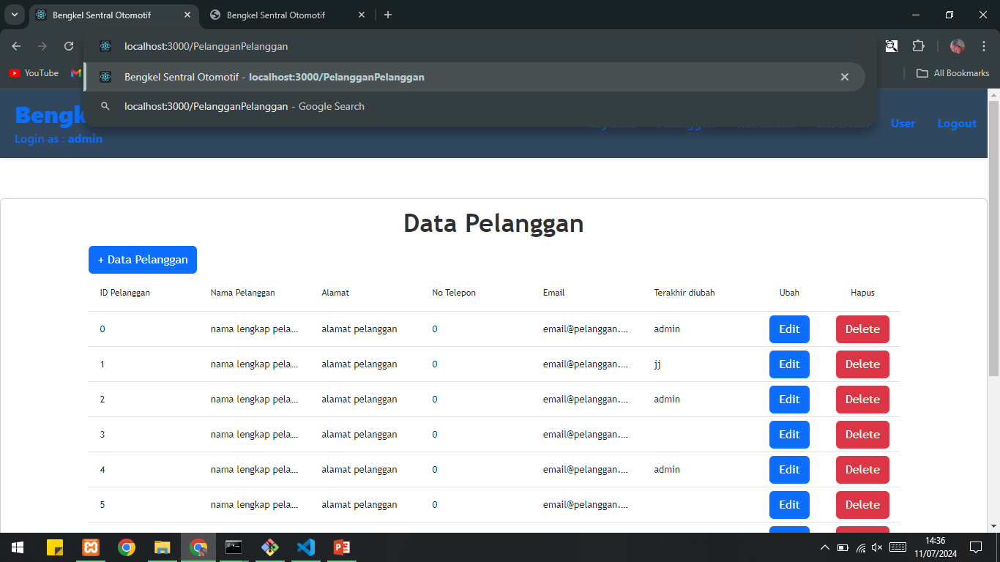 Bengkel Sentral Otomotif
Bengkel Sentral Otomotif
localhost:3000/PelangganPelanggan
YouTube
Bengkel Sentral Otomotif - localhost:3000/PelangganPelanggan
All Bookmarks
localhost:3000/PelangganPelanggan - Google Search
Login as : admin
User Logout
Data Pelanggan
+ Data Pelanggan
ID Pelanggan Nama Pelanggan Alamat No Telepon Email Terakhir diubah Ubah Hapus
0 nama lengkap pela... alamat pelanggan 0 email@pelanggan.... admin Edit Delete
1 nama lengkap pela... alamat pelanggan 0 email@pelanggan.... jj Edit Delete
2 nama lengkap pela... alamat pelanggan 0 email@pelanggan.... admin Edit Delete
3 nama lengkap pela... alamat pelanggan 0 email@pelanggan.... Edit Delete
4 nama lengkap pela... alamat pelanggan 0 email@pelanggan.... admin Edit Delete
5 nama lengkap pela... alamat pelanggan 0 email@pelanggan.... Edit Delete
14:36
11/07/2024